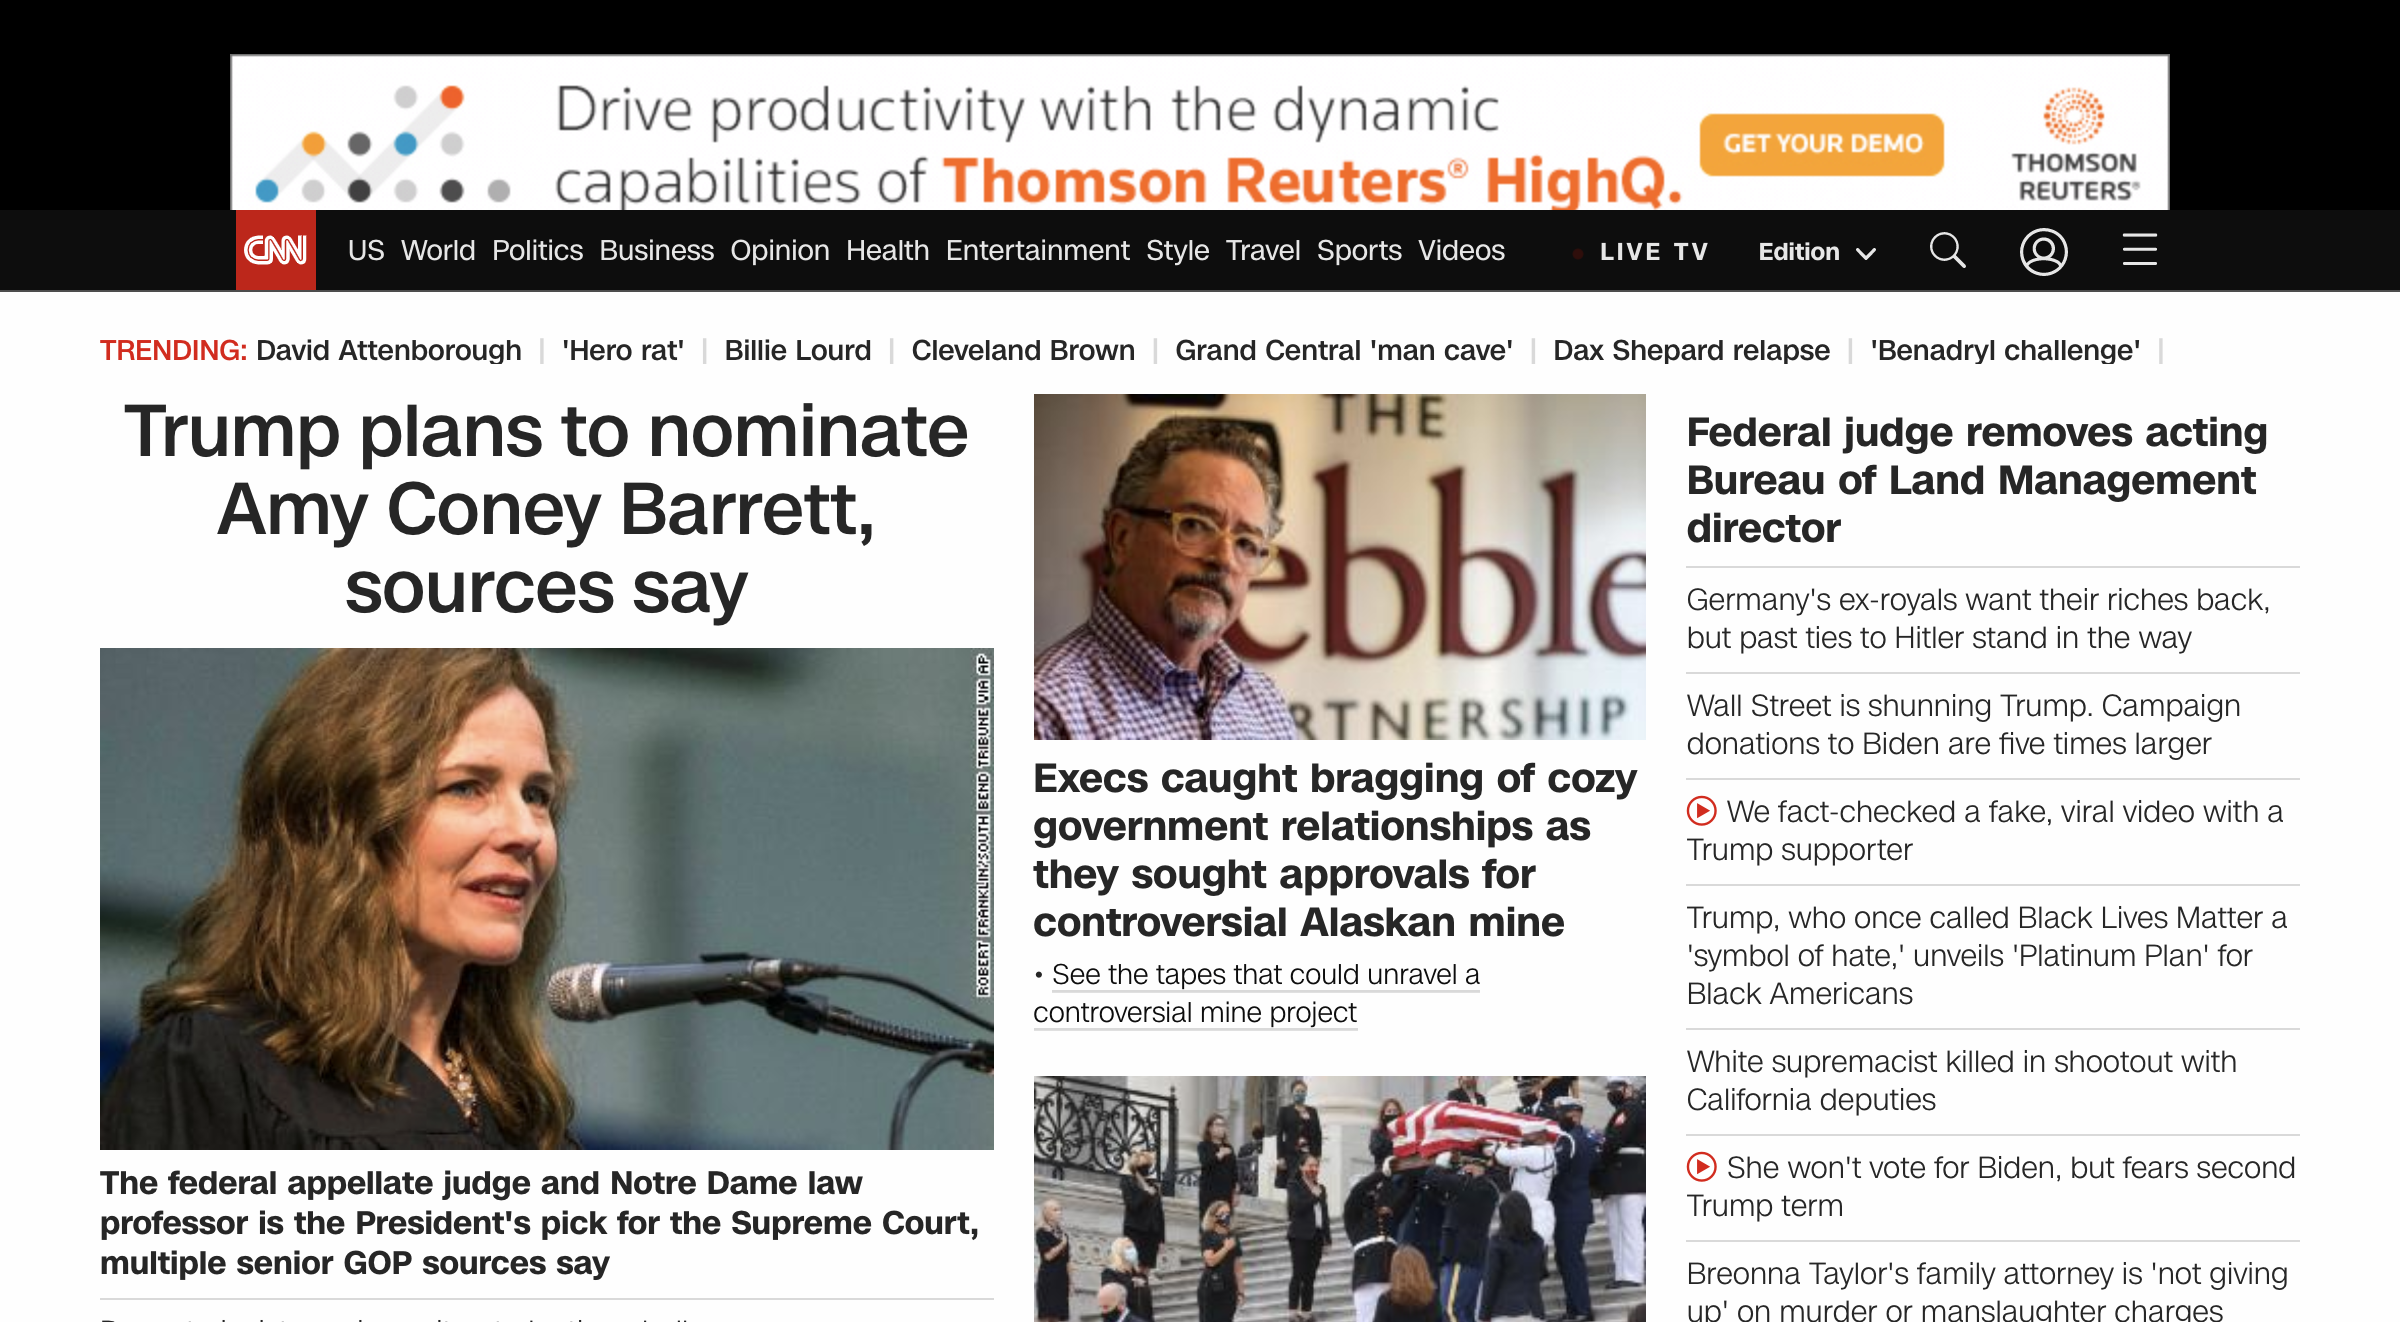 Drive productivity with the dynamic
capabilities of Thomson Reuters® HighQ.
GET YOUR DEMO
THOMSON
REUTERS®
CNN US World Politics Business Opinion Health Entertainment Style Travel Sports Videos LIVE TV Edition
TRENDING: David Attenborough | 'Hero rat' | Billie Lourd | Cleveland Brown | Grand Central 'man cave' | Dax Shepard relapse | 'Benadryl challenge' |
Trump plans to nominate
Amy Coney Barrett,
sources say
ROBERT FRANKLIN/SOUTH BEND TRIBUNE VIA AP
The federal appellate judge and Notre Dame law
professor is the President's pick for the Supreme Court,
multiple senior GOP sources say
THE
ebble
RTNERSHIP
Execs caught bragging of cozy
government relationships as
they sought approvals for
controversial Alaskan mine
• See the tapes that could unravel a
controversial mine project
Federal judge removes acting
Bureau of Land Management
director
Germany's ex-royals want their riches back,
but past ties to Hitler stand in the way
Wall Street is shunning Trump. Campaign
donations to Biden are five times larger
We fact-checked a fake, viral video with a
Trump supporter
Trump, who once called Black Lives Matter a
'symbol of hate,' unveils 'Platinum Plan' for
Black Americans
White supremacist killed in shootout with
California deputies
She won't vote for Biden, but fears second
Trump term
Breonna Taylor's family attorney is 'not giving
up' on murder or manslaughter charges